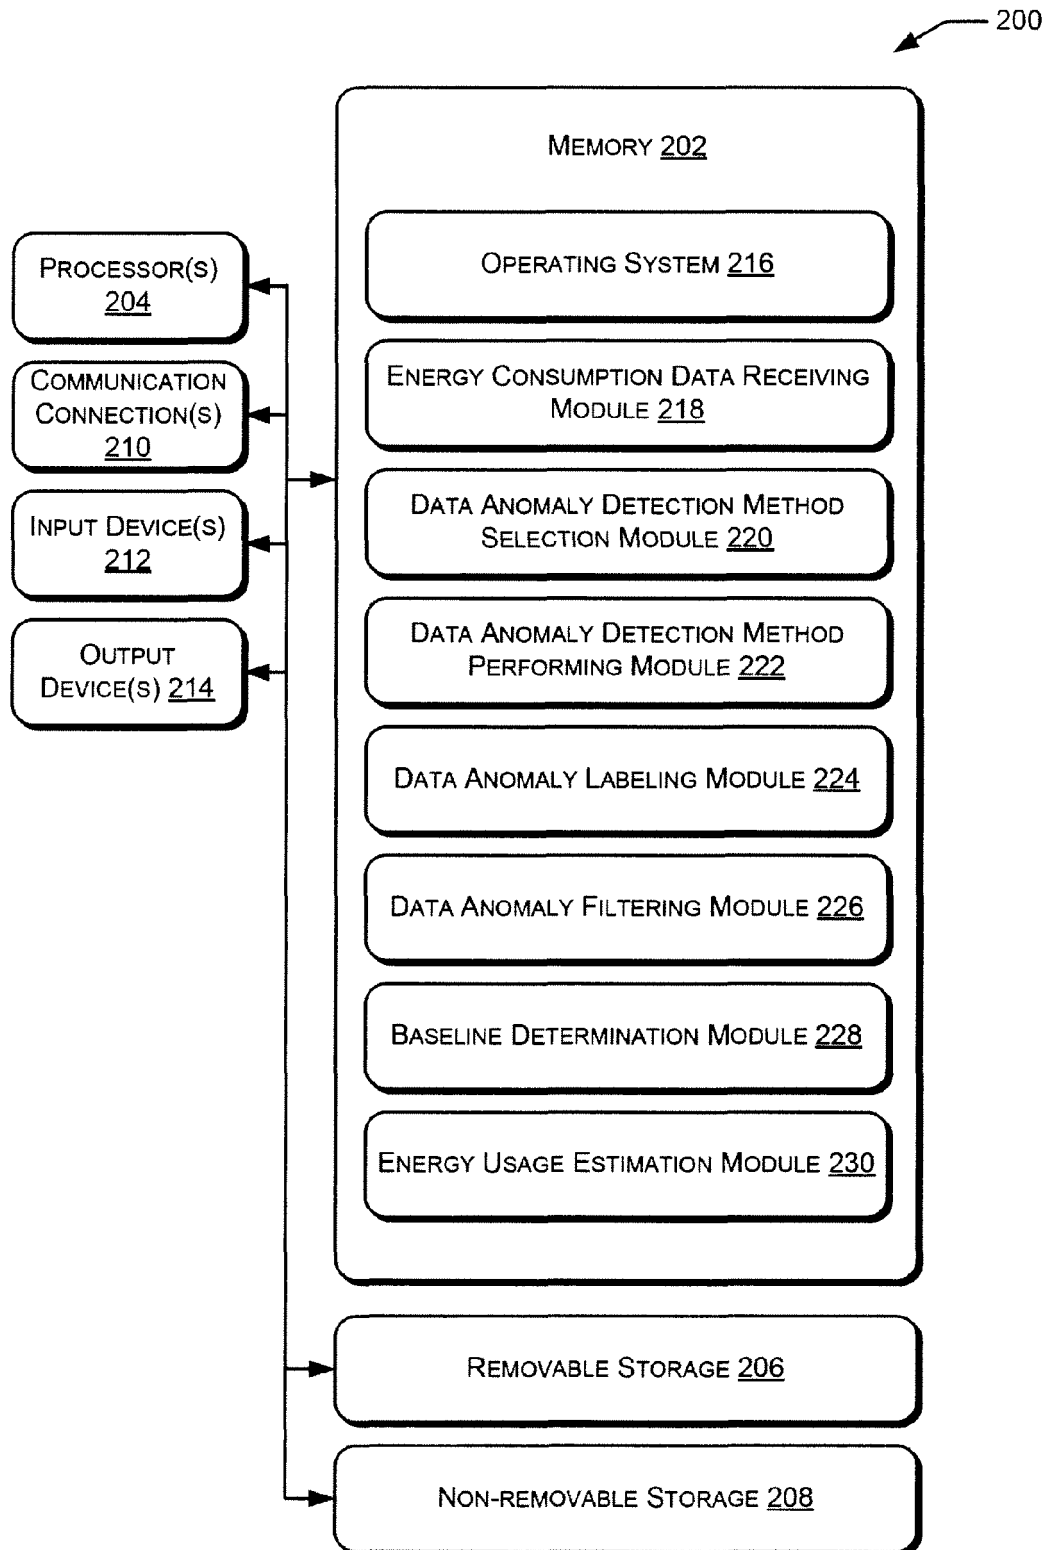 200
MEMORY 202
OPERATING SYSTEM 216
ENERGY CONSUMPTION DATA RECEIVING
MODULE 218
DATA ANOMALY DETECTION METHOD
SELECTION MODULE 220
DATA ANOMALY DETECTION METHOD
PERFORMING MODULE 222
DATA ANOMALY LABELING MODULE 224
DATA ANOMALY FILTERING MODULE 226
BASELINE DETERMINATION MODULE 228
ENERGY USAGE ESTIMATION MODULE 230
PROCESSOR(S)
204
COMMUNICATION
CONNECTION(S)
210
INPUT DEVICE(S)
212
OUTPUT
DEVICE(S) 214
REMOVABLE STORAGE 206
NON-REMOVABLE STORAGE 208